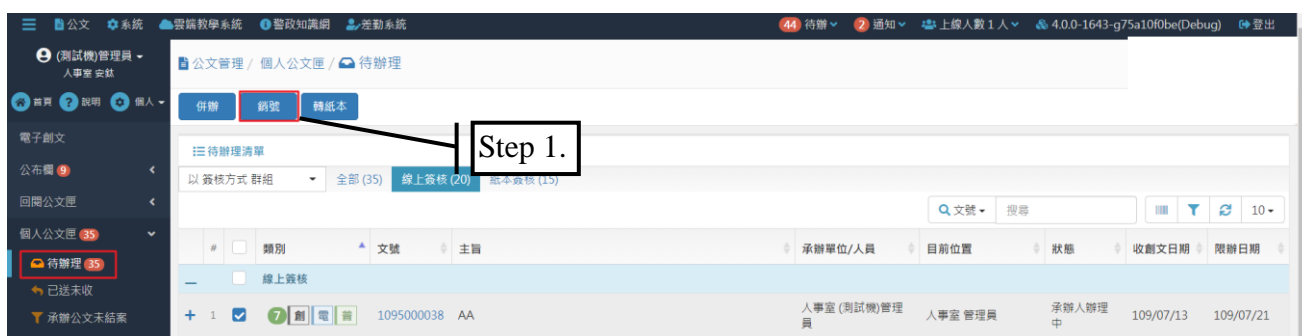 公文 系統 雲端教學系統 警政知識網 差勤系統 44 待辦 2 通知 上線人數 1 人 4.0.0-1643-g75a10f0be(Debug) 登出
(測試機)管理員
人事室 安鈦
首頁 說明 個人
公文管理 / 個人公文匣 / 待辦理
併辦 銷號 轉紙本
Step 1.
電子創文
公布欄 9
回閱公文匣
個人公文匣 35
待辦理 35
已送未收
承辦公文未結案
待辦理清單
以 簽核方式 群組 全部 (35) 線上簽核 (20) 紙本簽核 (15)
文號 搜尋 10
# 類別 文號 主旨 承辦單位/人員 目前位置 狀態 收創文日期 限辦日期
線上簽核
1 7 創 電 普 1095000038 AA 人事室 (測試機)管理員 人事室 管理員 承辦人辦理中 109/07/13 109/07/21